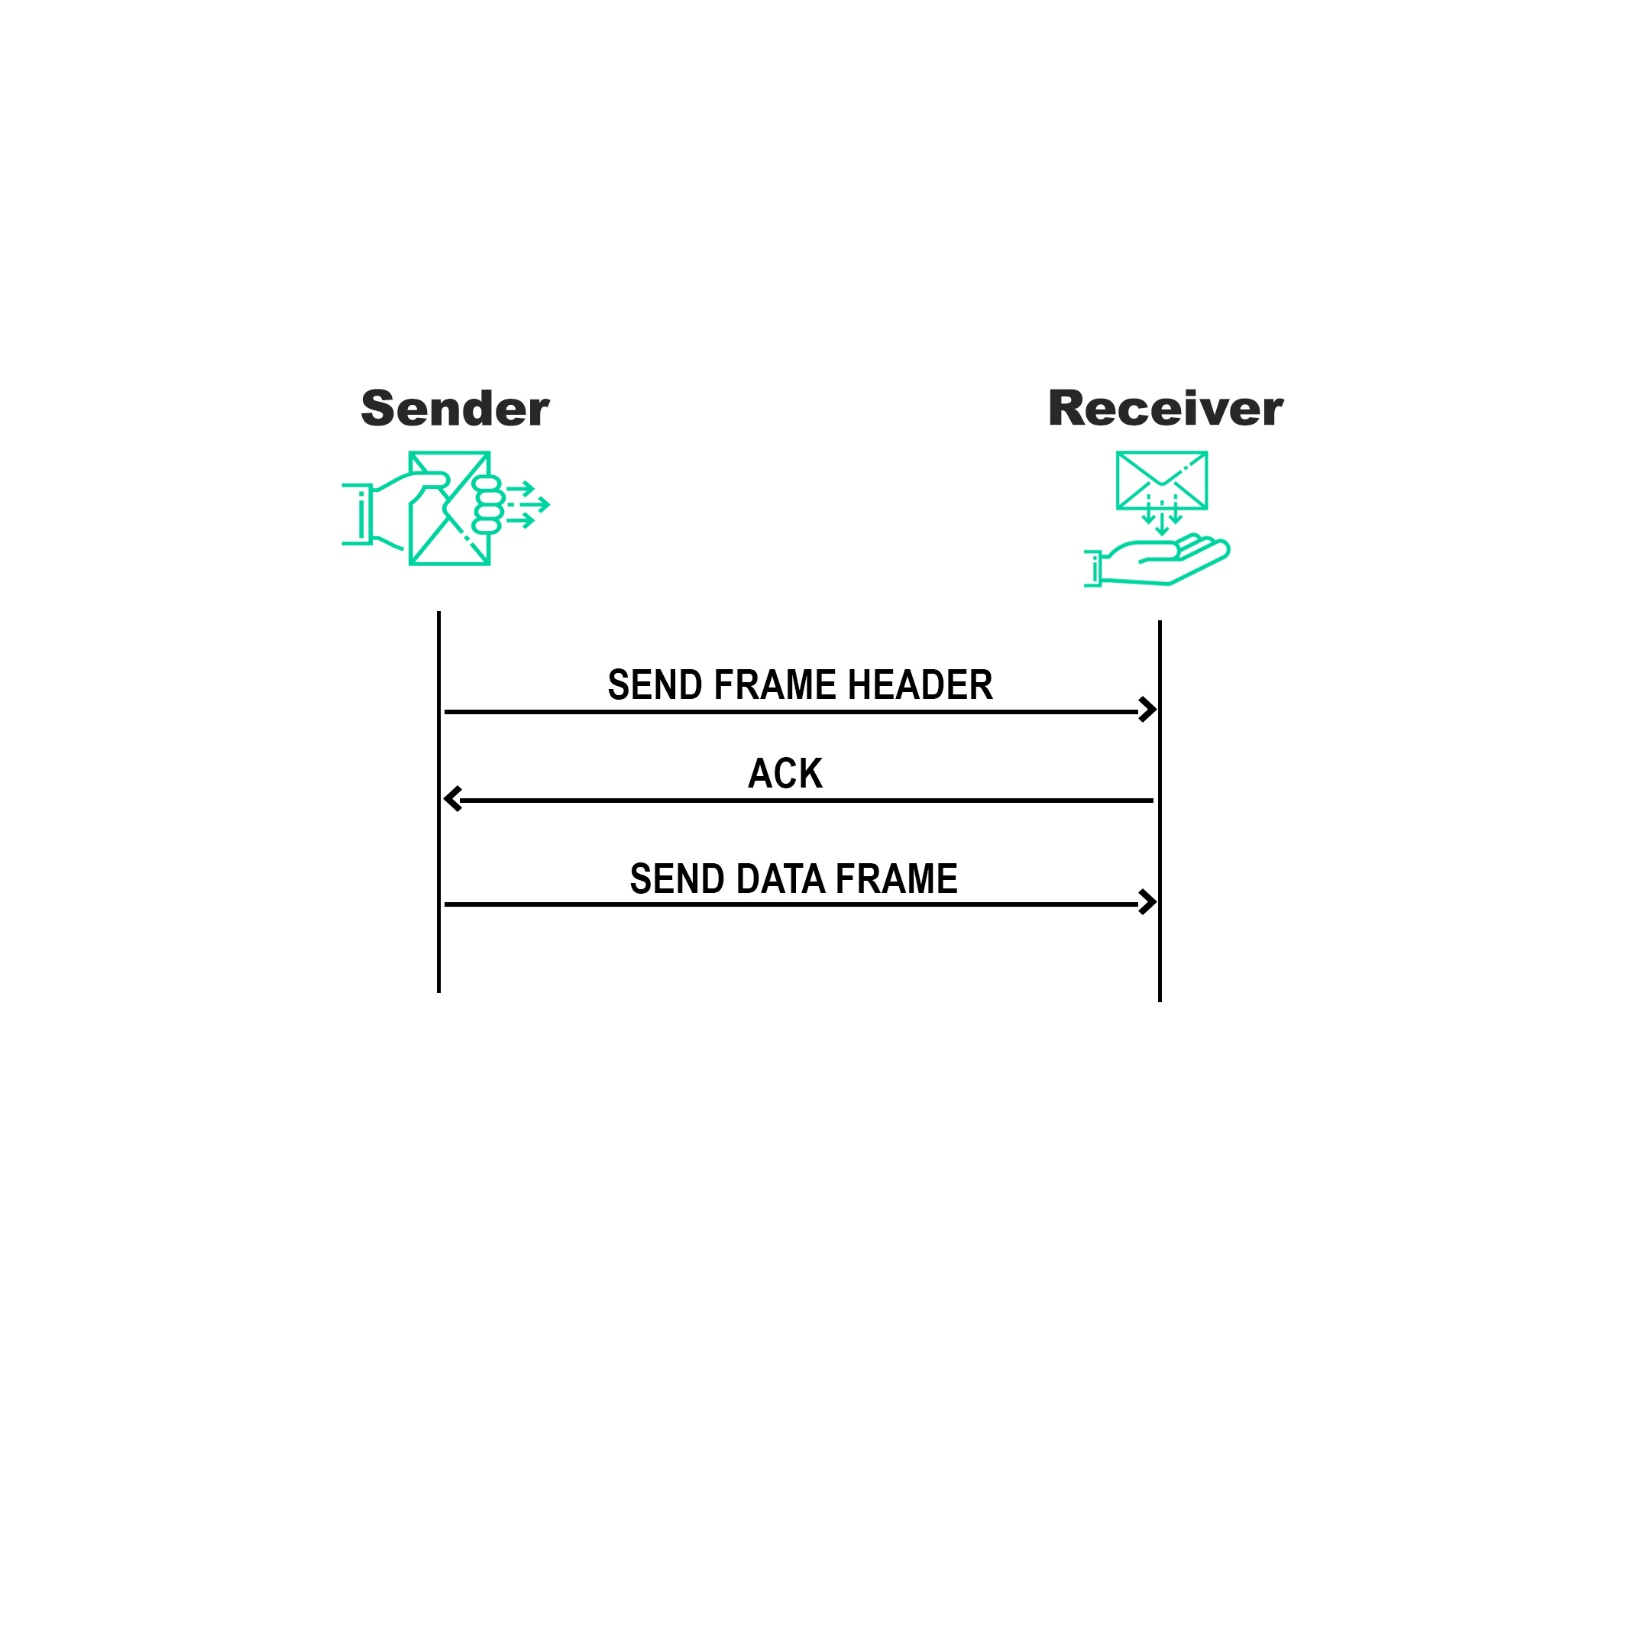 Sender
Receiver
SEND FRAME HEADER
ACK
SEND DATA FRAME